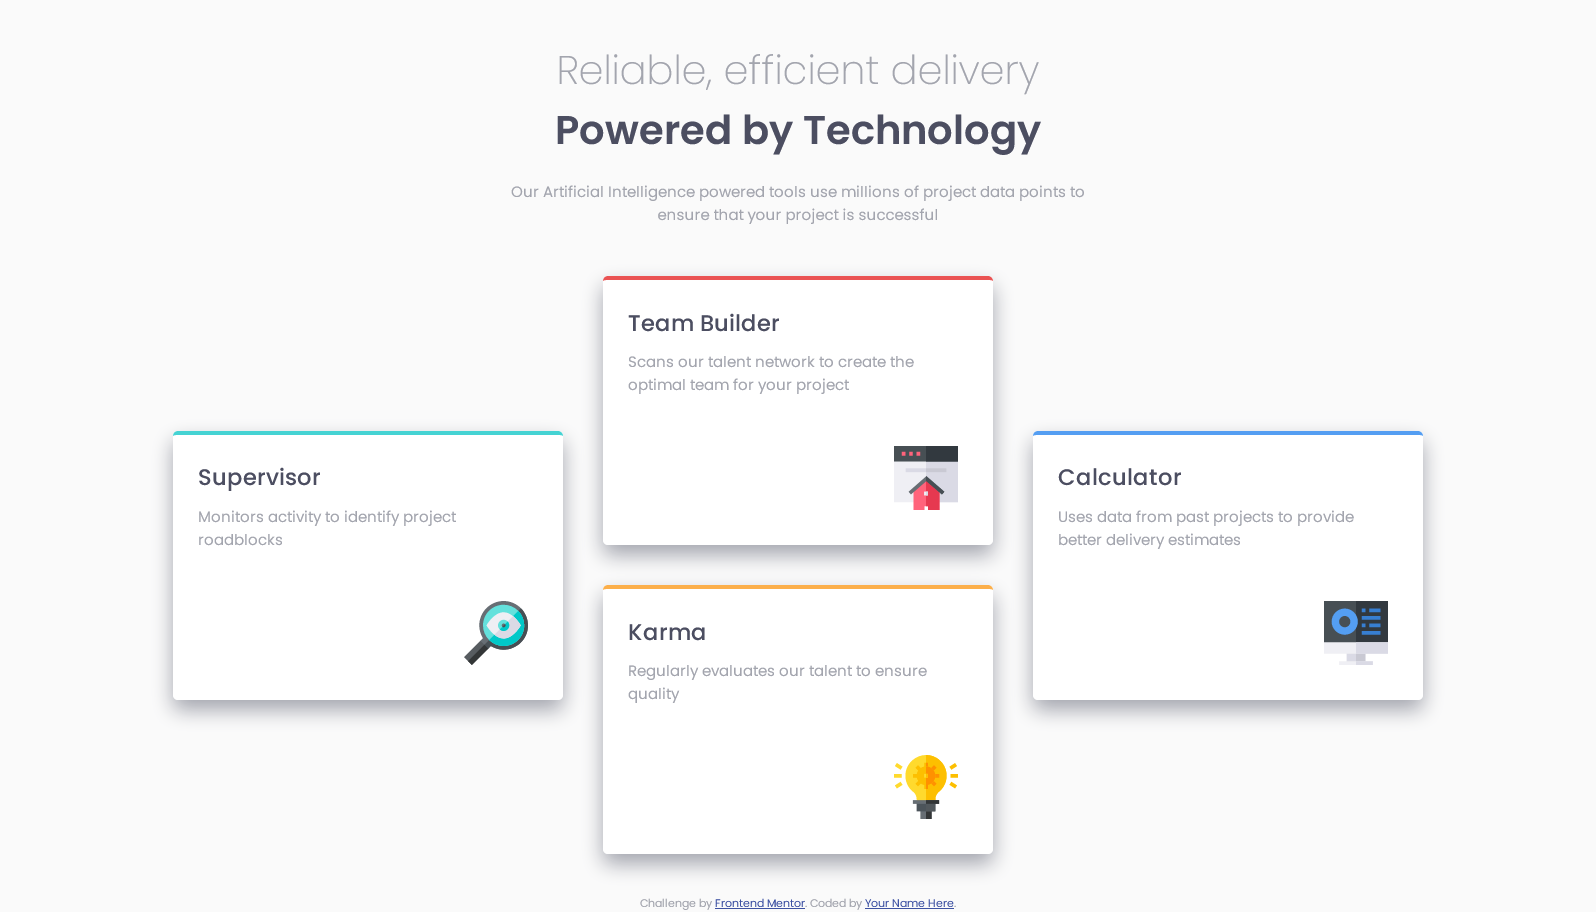 Reliable, efficient delivery
Powered by Technology
Our Artificial Intelligence powered tools use millions of project data points to
ensure that your project is successful
Team Builder
Scans our talent network to create the
optimal team for your project
Supervisor
Monitors activity to identify project
roadblocks
Calculator
Uses data from past projects to provide
better delivery estimates
Karma
Regularly evaluates our talent to ensure
quality
Challenge by Frontend Mentor. Coded by Your Name Here.